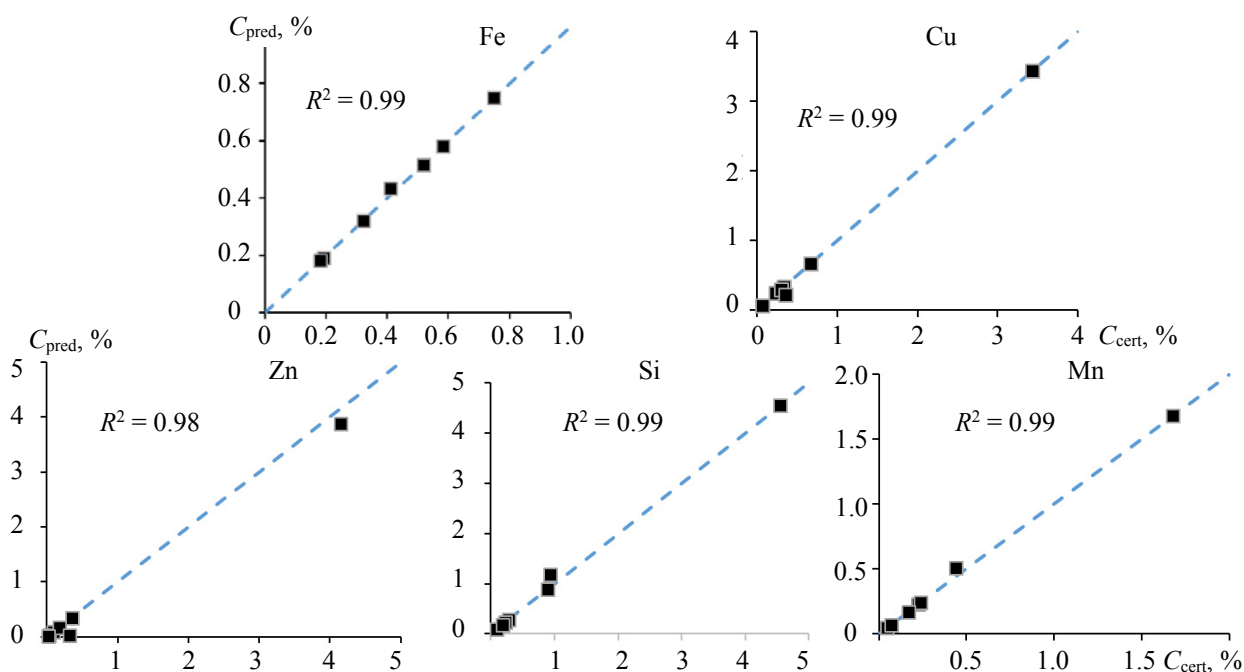 C_pred, %
Fe
R² = 0.99
0.8
0.6
0.4
0.2
0
0 0.2 0.4 0.6 0.8 1.0
Cu
R² = 0.99
4
3
2
1
0
0 1 2 3 4
C_cert, %
C_pred, %
Zn
R² = 0.98
5
4
3
2
1
0
1 2 3 4 5
Si
R² = 0.99
5
4
3
2
1
0
1 2 3 4 5
Mn
R² = 0.99
2.0
1.5
1.0
0.5
0
0.5 1.0 1.5
C_cert, %